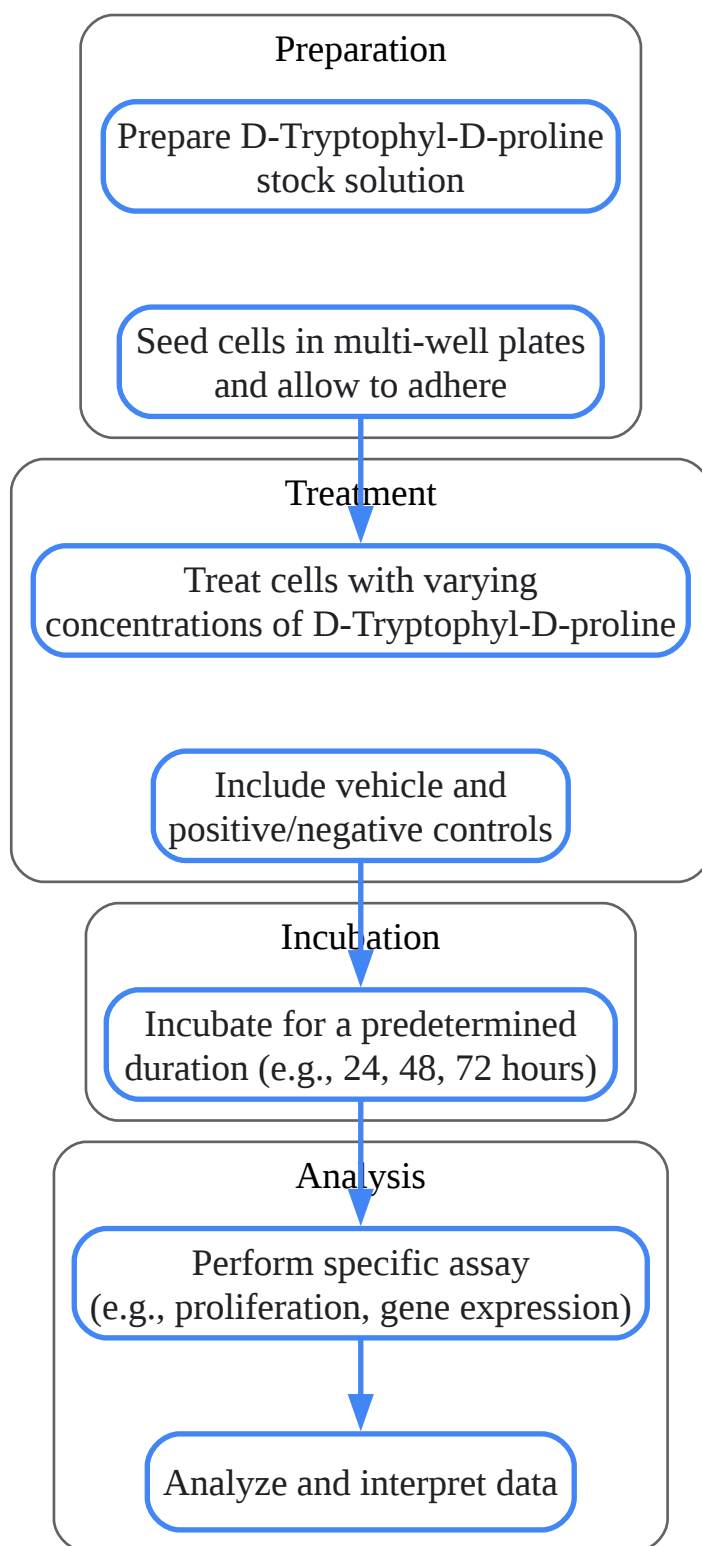 Preparation
Prepare D-Tryptophyl-D-proline
stock solution
Seed cells in multi-well plates
and allow to adhere
Treatment
Treat cells with varying
concentrations of D-Tryptophyl-D-proline
Include vehicle and
positive/negative controls
Incubation
Incubate for a predetermined
duration (e.g., 24, 48, 72 hours)
Analysis
Perform specific assay
(e.g., proliferation, gene expression)
Analyze and interpret data